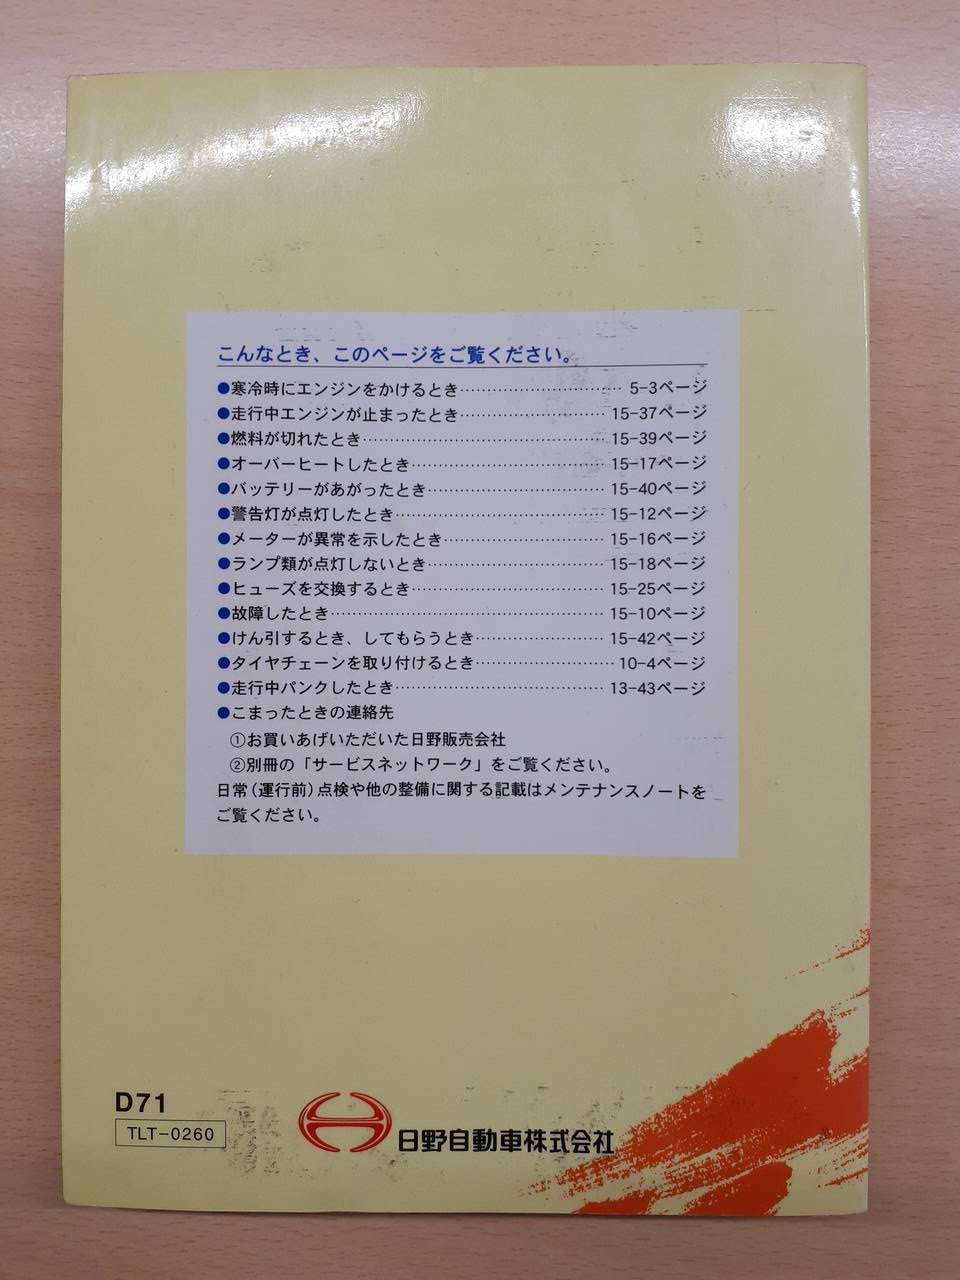 こんなとき、このページをご覧ください。
●寒冷時にエンジンをかけるとき……………………5-3ページ
●走行中エンジンが止まったとき……………………15-37ページ
●燃料が切れたとき……………………15-39ページ
●オーバーヒートしたとき……………………15-17ページ
●バッテリーがあがったとき……………………15-40ページ
●警告灯が点灯したとき……………………15-12ページ
●メーターが異常を示したとき……………………15-16ページ
●ランプ類が点灯しないとき……………………15-18ページ
●ヒューズを交換するとき……………………15-25ページ
●故障したとき……………………15-10ページ
●けん引するとき、してもらうとき……………………15-42ページ
●タイヤチェーンを取り付けるとき……………………10-4ページ
●走行中パンクしたとき……………………13-43ページ
●こまったときの連絡先
①お買いあげいただいた日野販売会社
②別冊の「サービスネットワーク」をご覧ください。
日常(運行前)点検や他の整備に関する記載はメンテナンスノートを
ご覧ください。
D71
TLT-0260
日野自動車株式会社